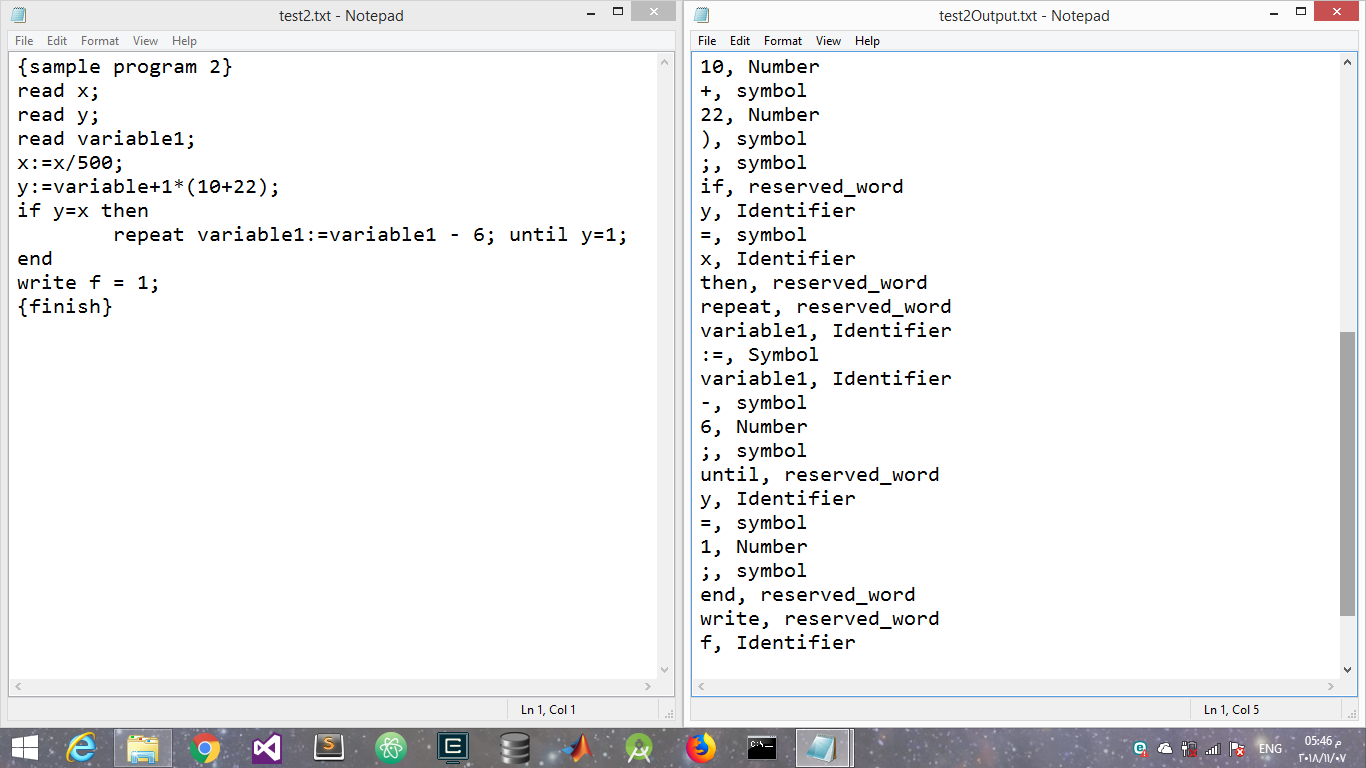 test2.txt - Notepad
File Edit Format View Help
{sample program 2}
read x;
read y;
read variable1;
x:=x/500;
y:=variable+1*(10+22);
if y=x then
        repeat variable1:=variable1 - 6; until y=1;
end
write f = 1;
{finish}
Ln 1, Col 1
test2Output.txt - Notepad
File Edit Format View Help
10, Number
+, symbol
22, Number
), symbol
;, symbol
if, reserved_word
y, Identifier
=, symbol
x, Identifier
then, reserved_word
repeat, reserved_word
variable1, Identifier
:=, Symbol
variable1, Identifier
-, symbol
6, Number
;, symbol
until, reserved_word
y, Identifier
=, symbol
1, Number
;, symbol
end, reserved_word
write, reserved_word
f, Identifier
Ln 1, Col 5
ENG
م 05:46
٢٠١٨/١١/٠٧